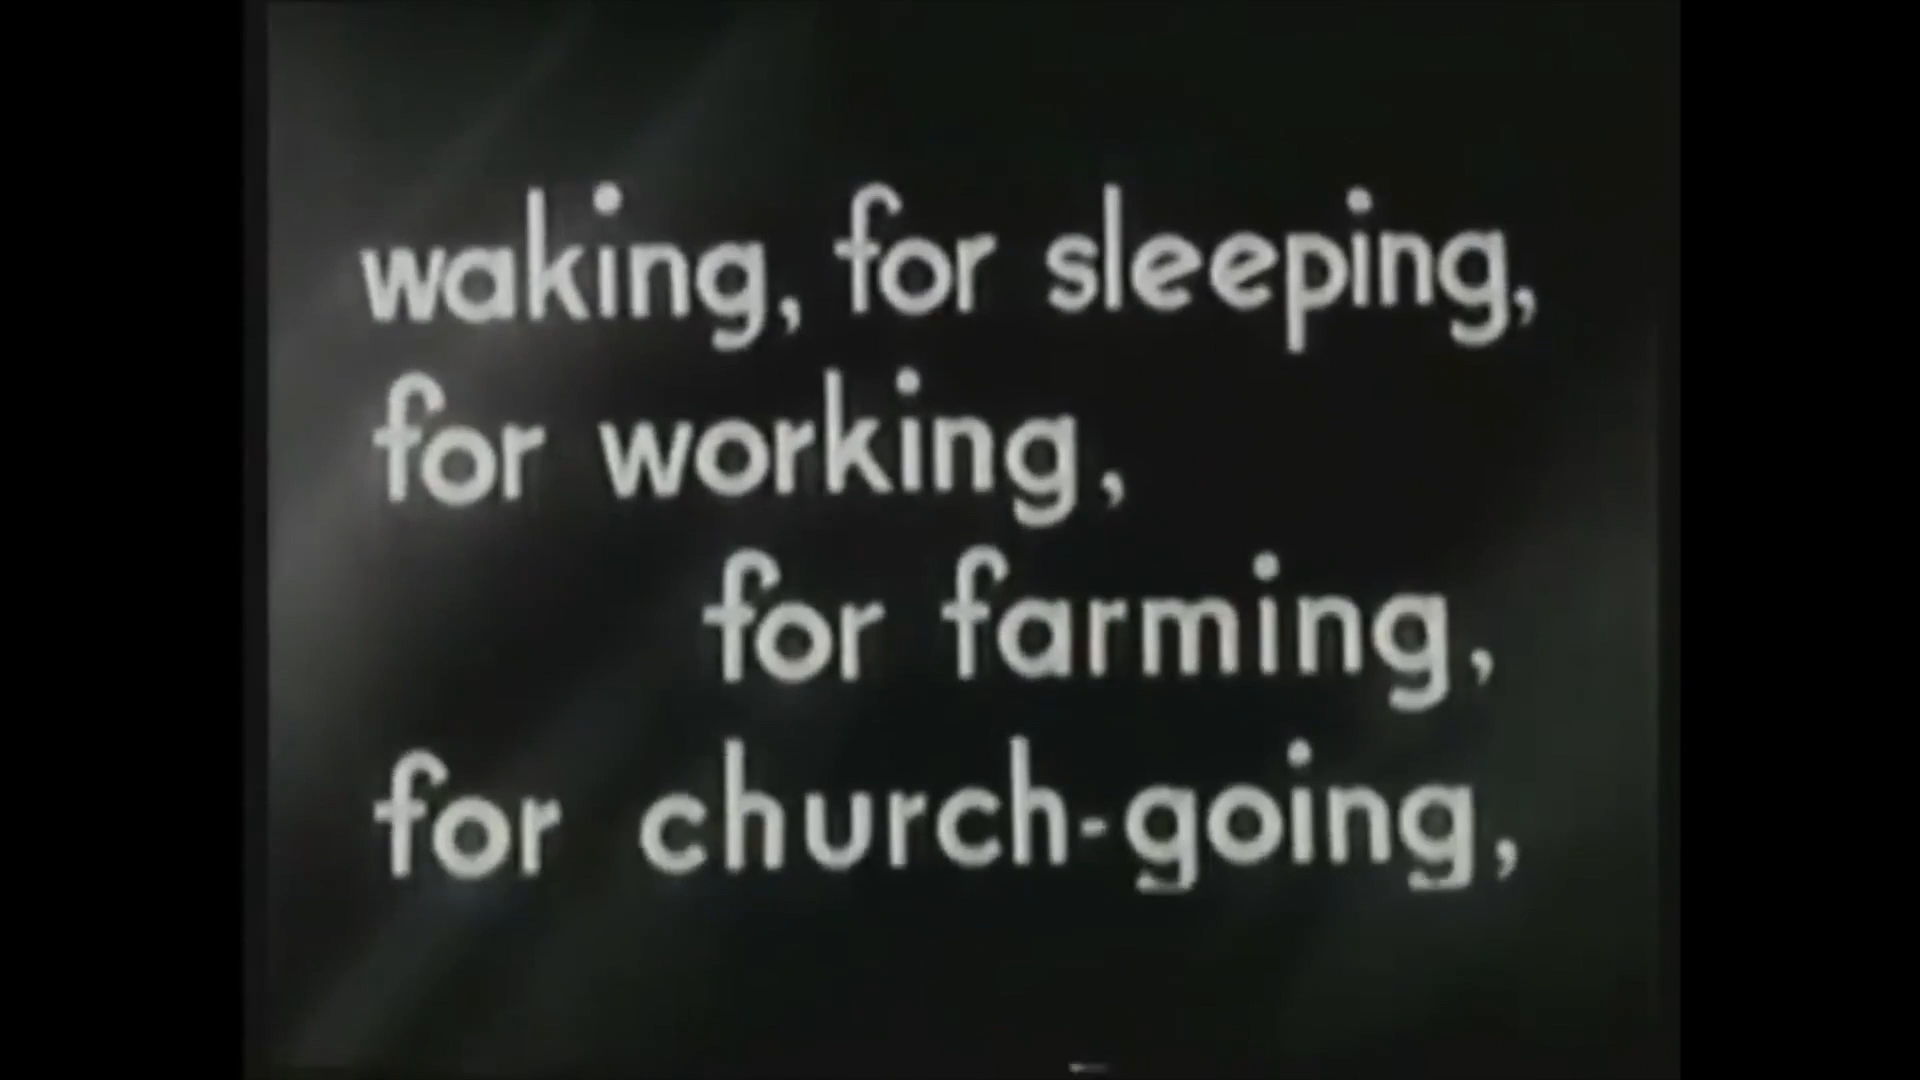 waking, for sleeping,
for working,
for farming,
for church-going,